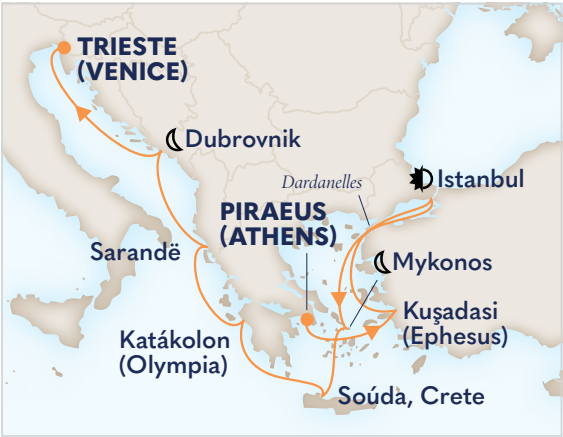 TRIESTE
(VENICE)
Dubrovnik
Dardanelles
Istanbul
PIRAEUS
(ATHENS)
Sarandë
Mykonos
Katákolon
(Olympia)
Kuşadasi
(Ephesus)
Soúda, Crete